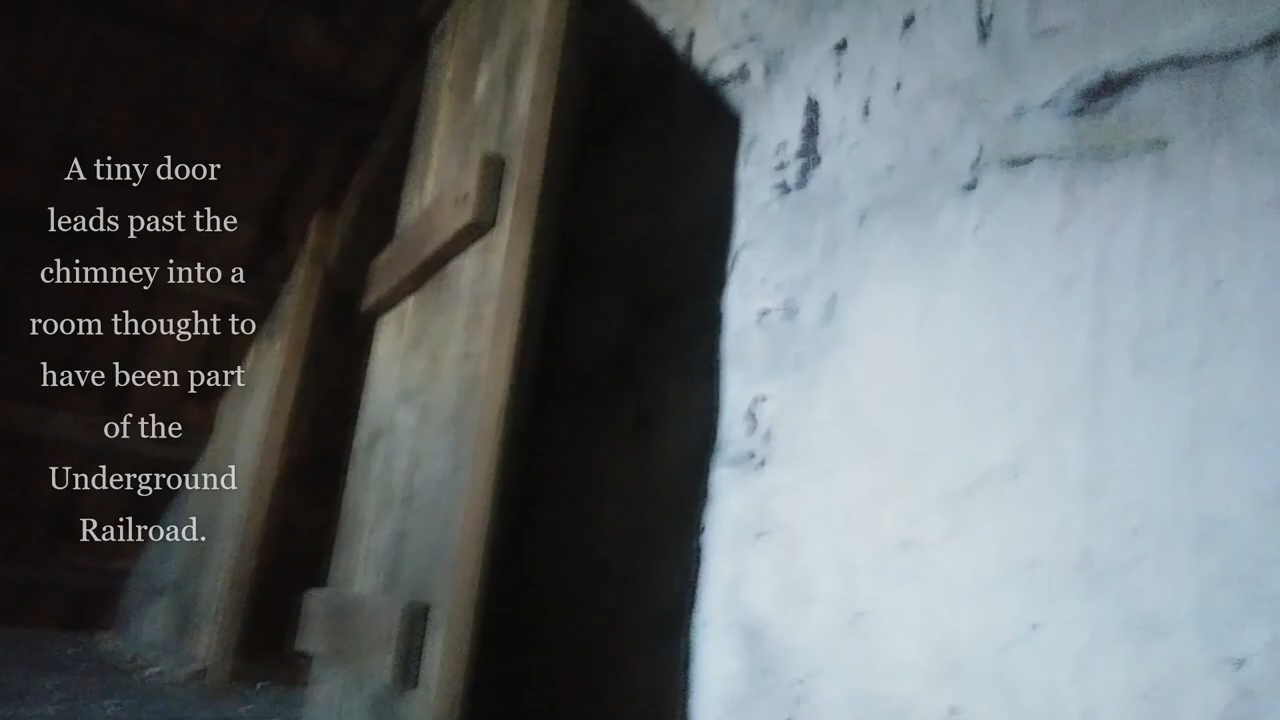 A tiny door
leads past the
chimney into a
room thought to
have been part
of the
Underground
Railroad.